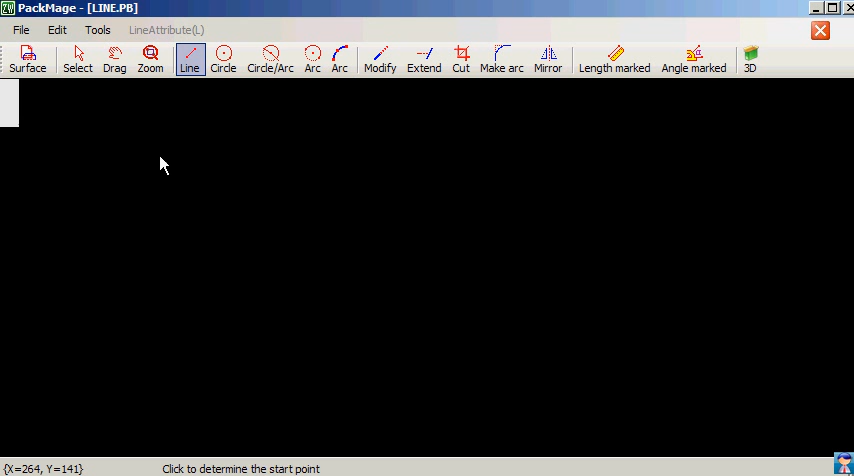 ZW PackMage - [LINE.PB]
File Edit Tools LineAttribute(L)
Surface Select Drag Zoom Line Circle Circle/Arc Arc Arc Modify Extend Cut Make arc Mirror Length marked Angle marked 3D
{X=264, Y=141} Click to determine the start point